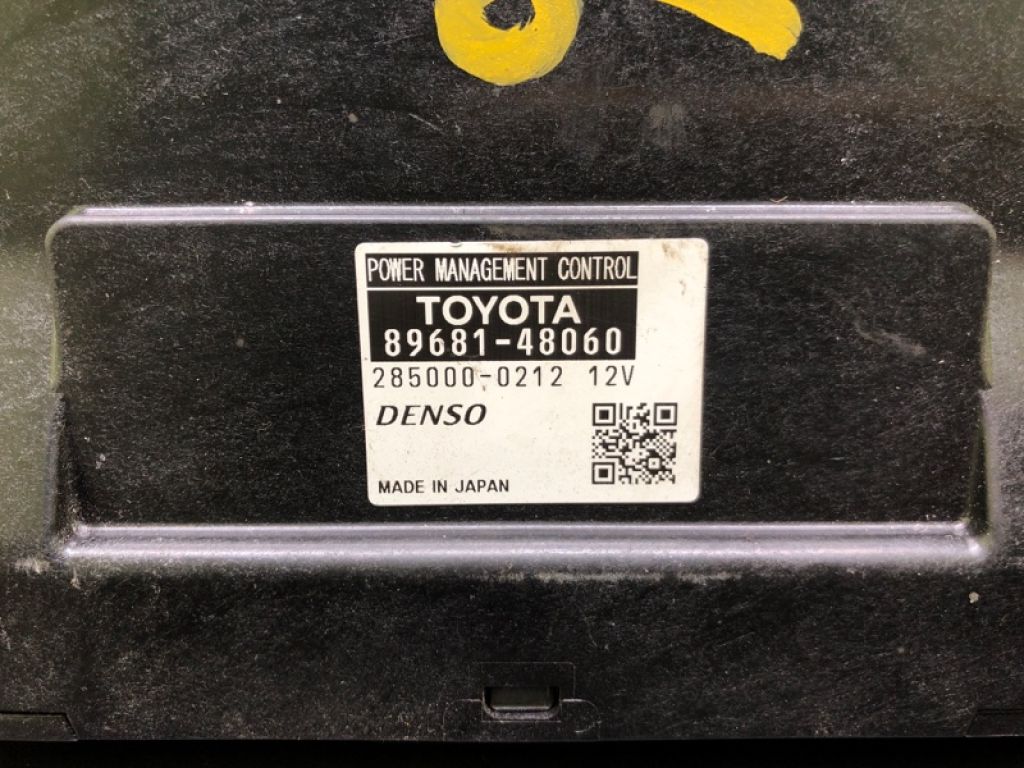 POWER MANAGEMENT CONTROL
TOYOTA
89681-48060
285000-0212 12V
DENSO
MADE IN JAPAN